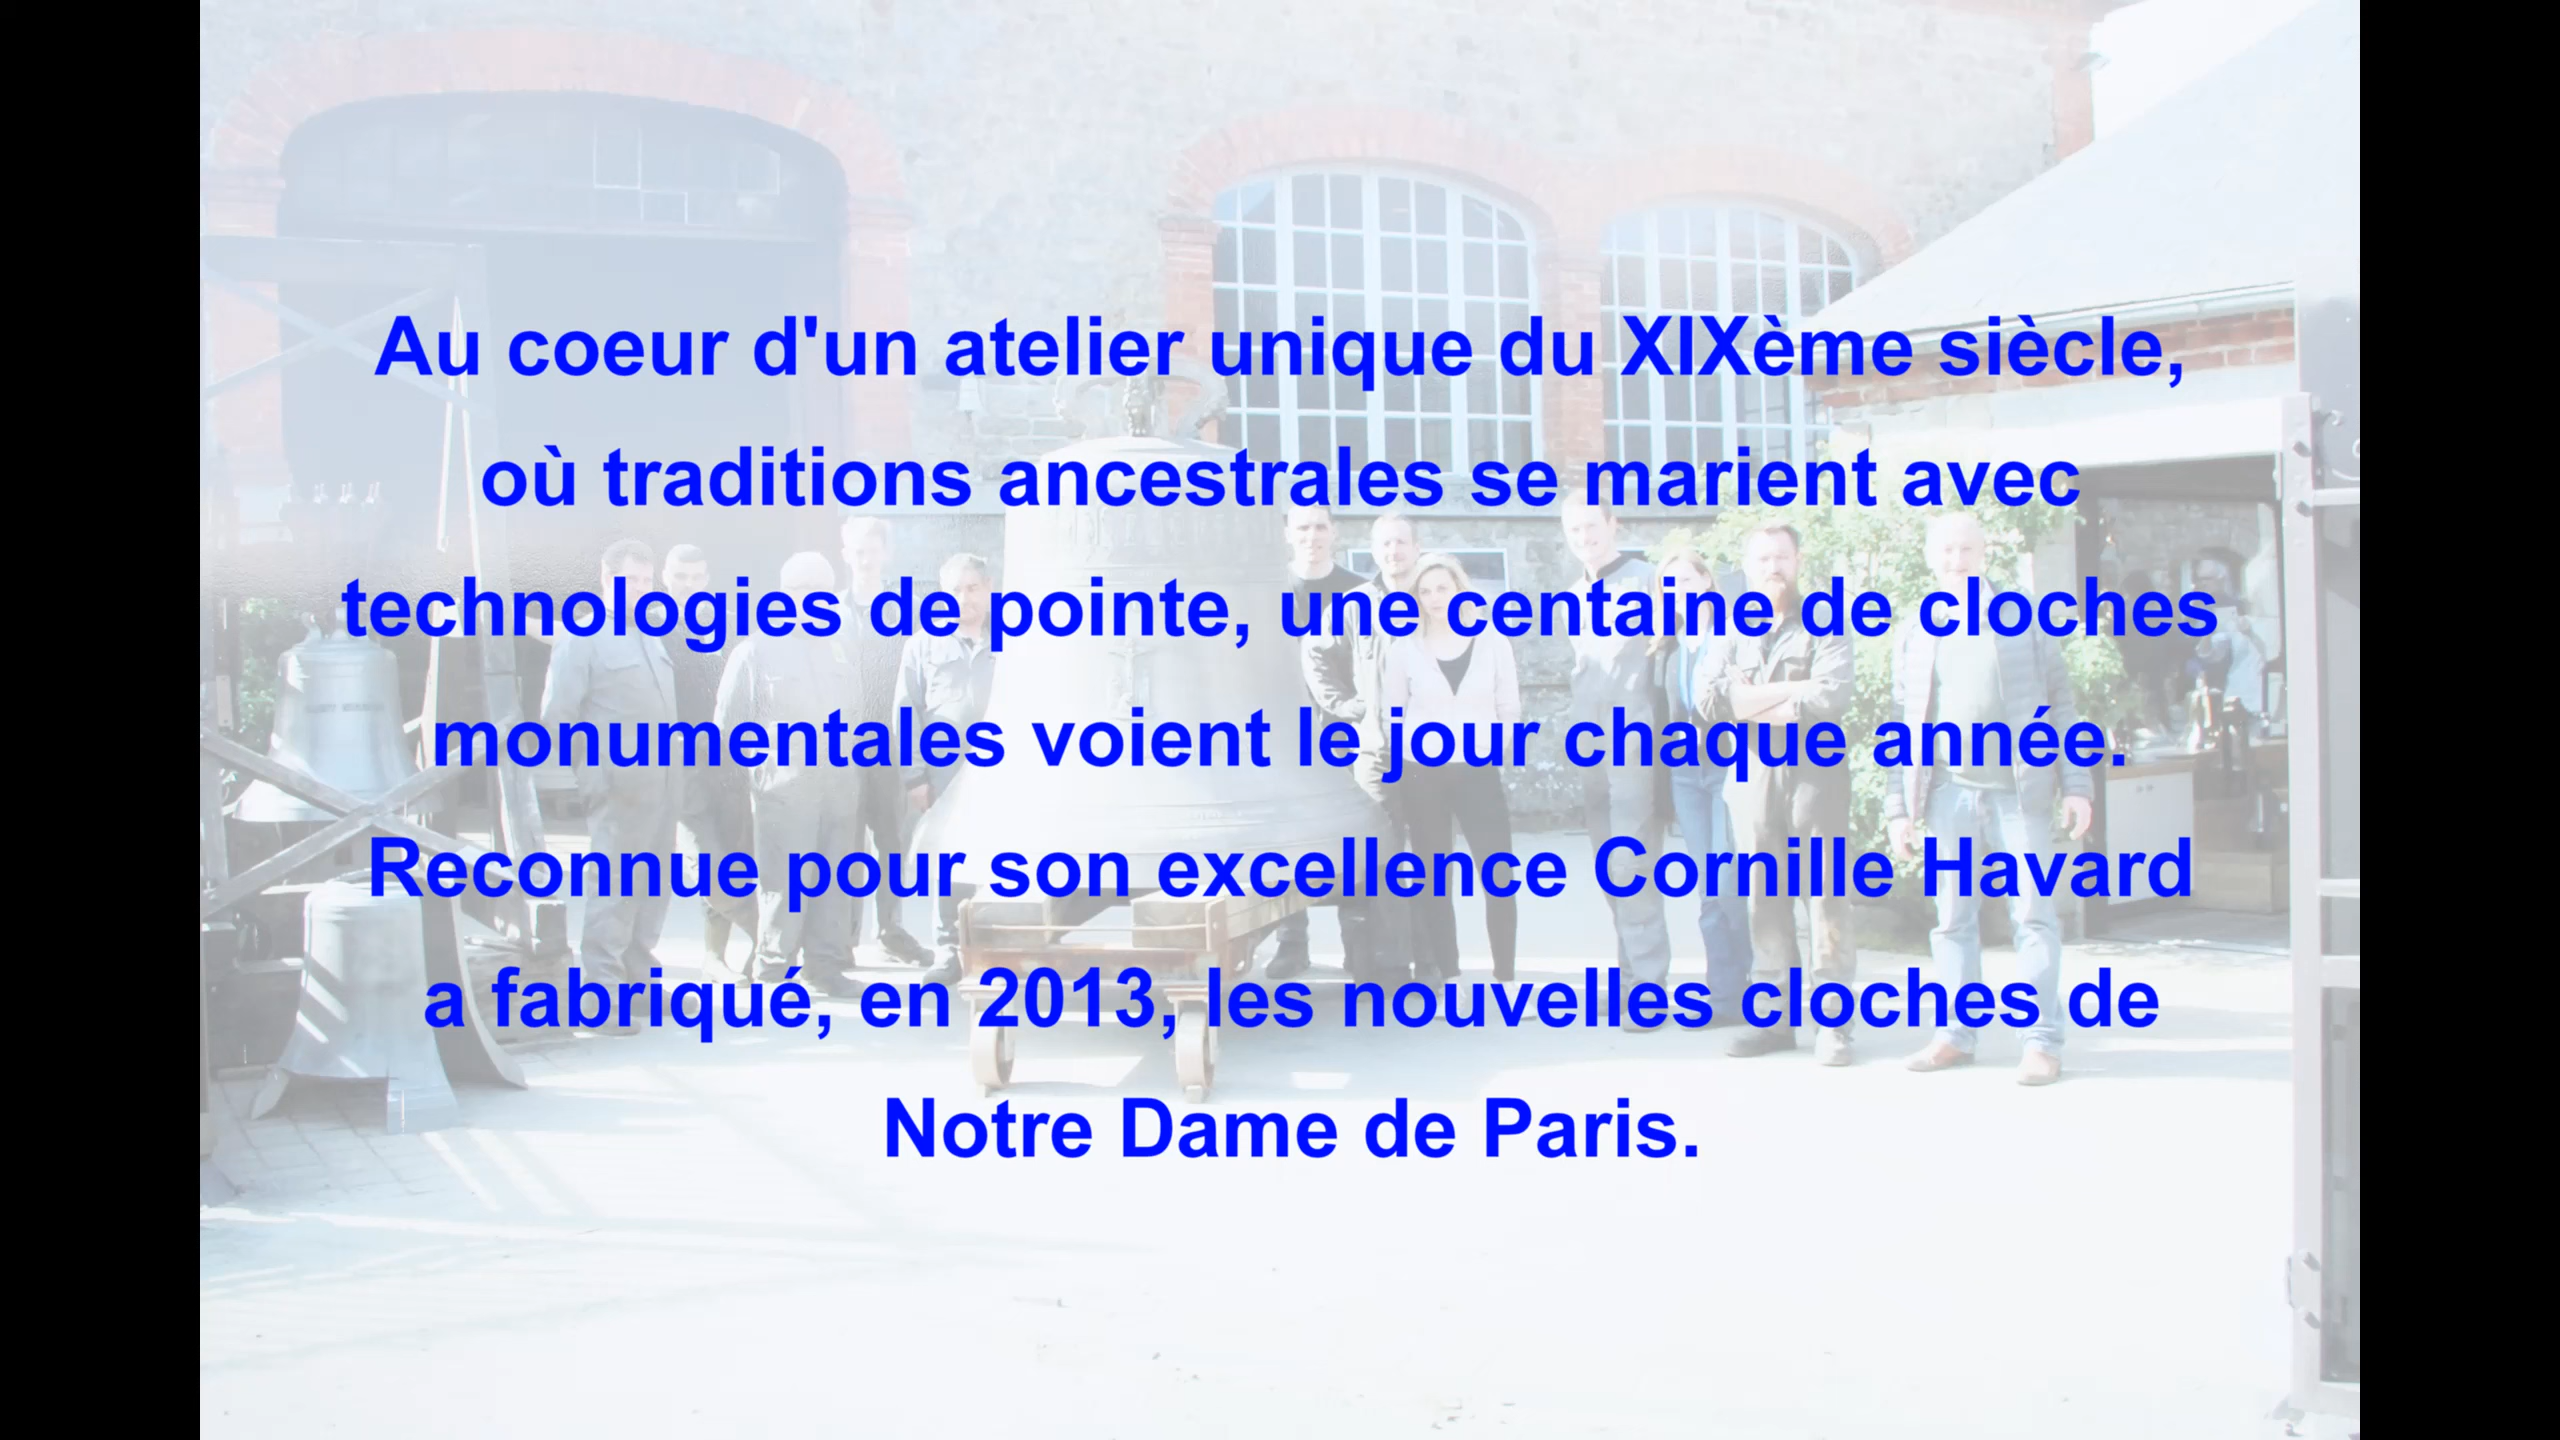 Au coeur d'un atelier unique du XIXème siècle,
où traditions ancestrales se marient avec
technologies de pointe, une centaine de cloches
monumentales voient le jour chaque année.
Reconnue pour son excellence Cornille Havard
a fabriqué, en 2013, les nouvelles cloches de
Notre Dame de Paris.